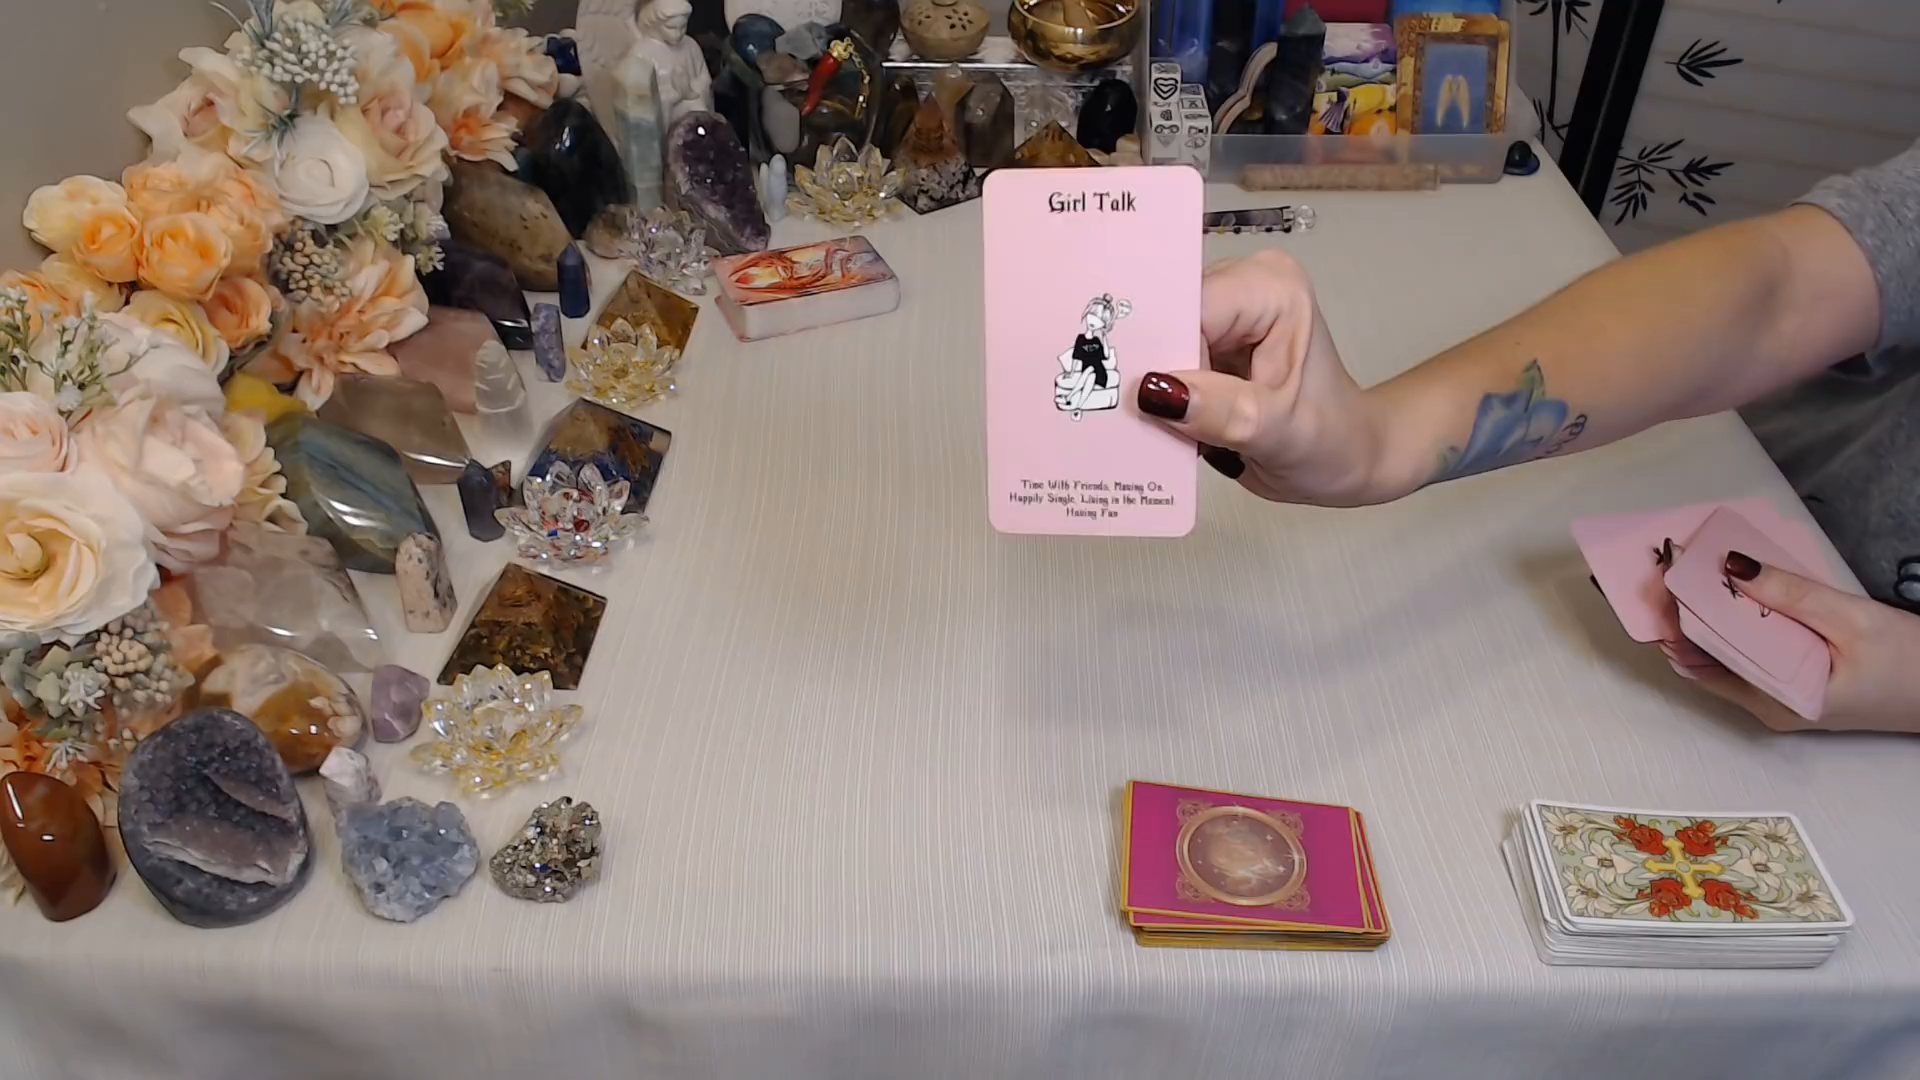 Girl Talk
Time With Friends, Moving On,
Happily Single, Living in the Moment,
Having Fun